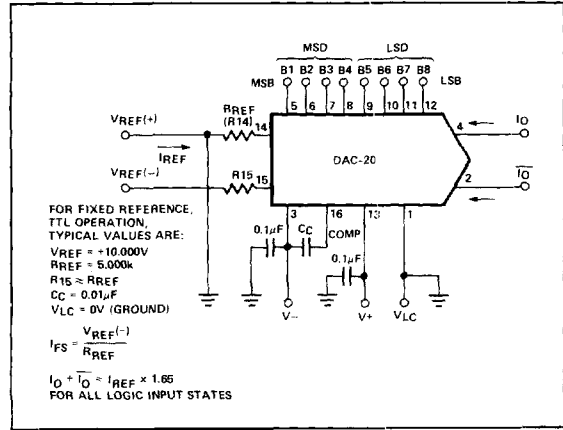 MSD LSD
B1 B2 B3 B4 B5 B6 B7 B8
MSB LSB
5 6 7 8 9 10 11 12
VREF(+)
RREF
(R14)
14
IREF
VREF(−)
R15
15
DAC-20
4
IO
2
IO
3 16 13 1
0.1μF
CC
COMP
0.1μF
V− V+ VLC
FOR FIXED REFERENCE,
TTL OPERATION,
TYPICAL VALUES ARE:
VREF = +10.000V
RREF = 5.000k
R15 ≈ RREF
CC = 0.01μF
VLC = 0V (GROUND)
IFS = VREF(−) / RREF
IO + I̅O̅ = IREF × 1.65
FOR ALL LOGIC INPUT STATES